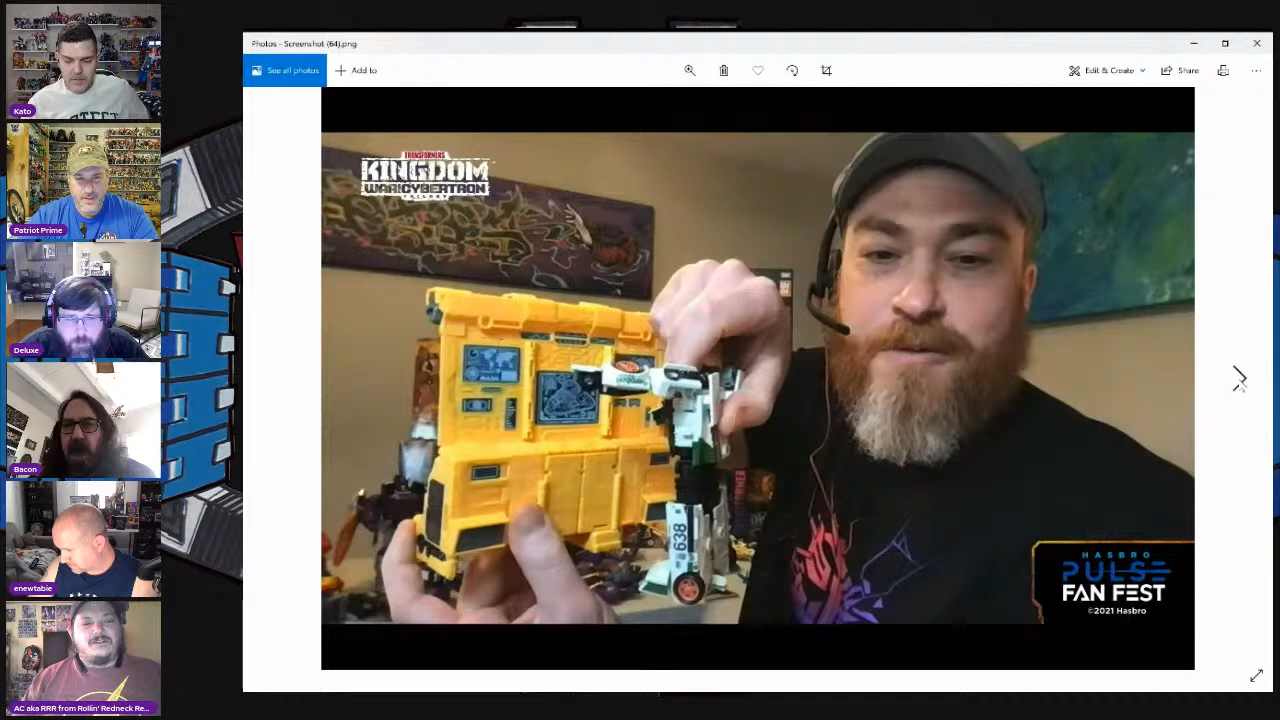 Photos - Screenshot (64).png
See all photos
Add to
Edit & Create
Share
Kato
Patriot Prime
Deluxe
Bacon
enewtabie
AC aka RRR from Rollin' Redneck Re...
TRANSFORMERS
KINGDOM
WAR FOR CYBERTRON
TRILOGY
638
HASBRO
PULSE
FAN FEST
©2021 Hasbro